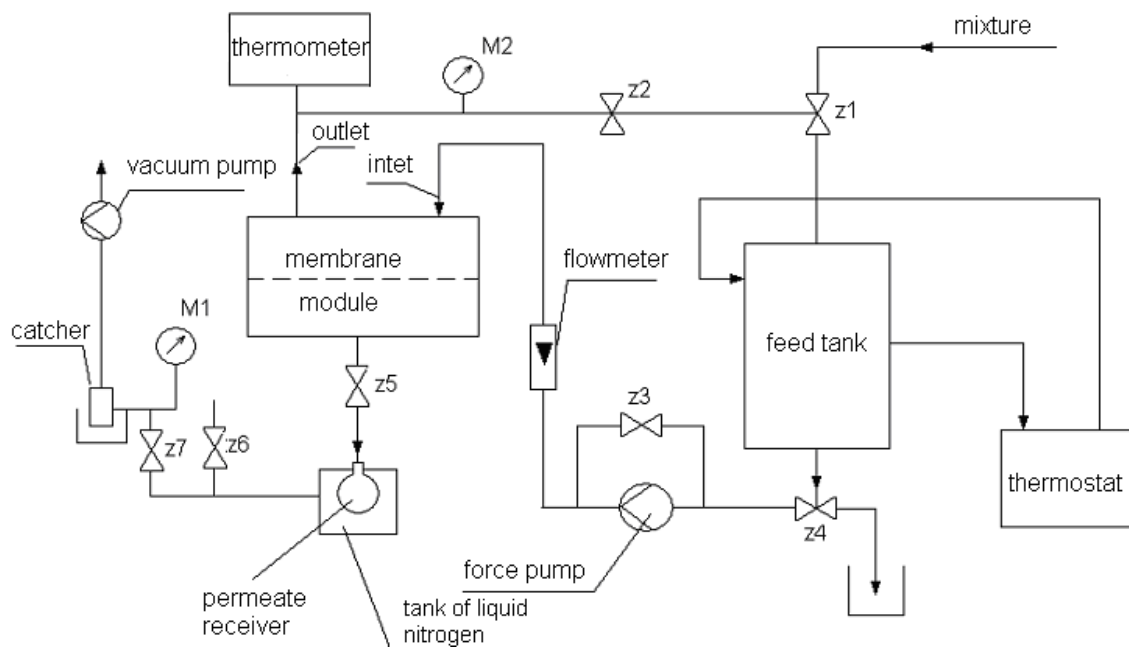 thermometer
M2
mixture
z2
z1
outlet
vacuum pump
intet
membrane
module
flowmeter
feed tank
M1
catcher
z5
z3
z7
z6
thermostat
z4
force pump
permeate
receiver
tank of liquid
nitrogen